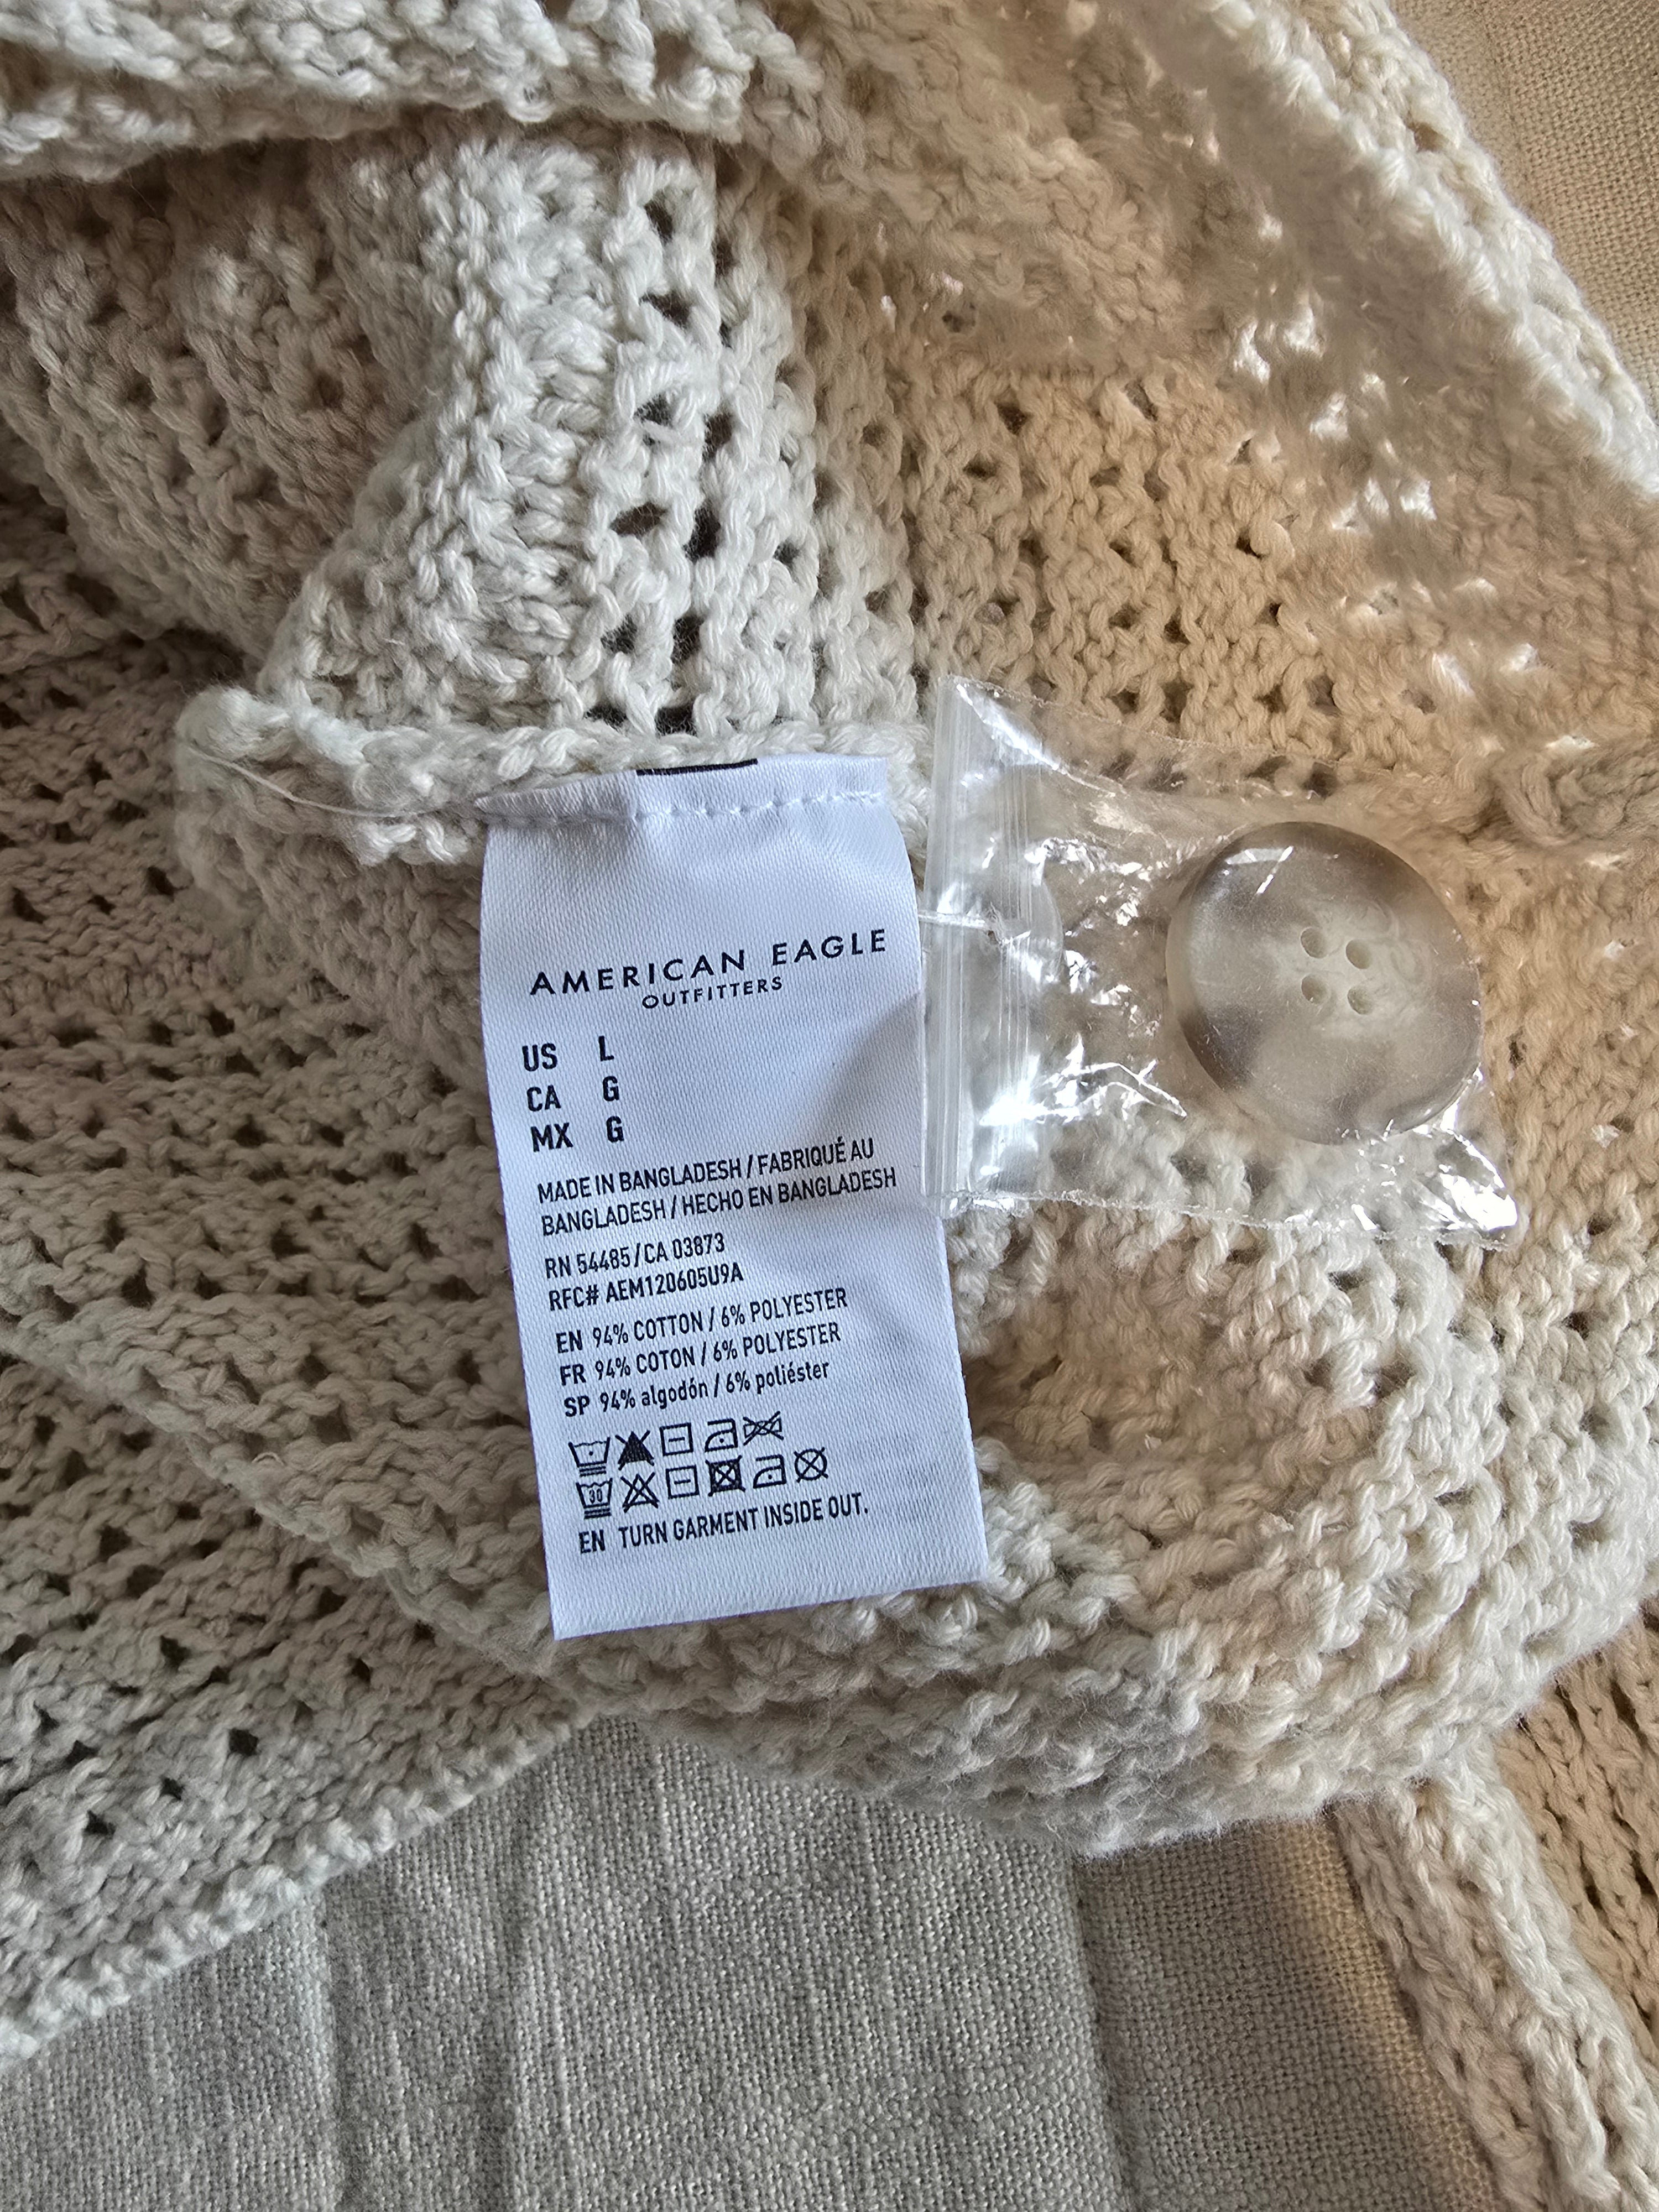 AMERICAN EAGLE
OUTFITTERS
US L
CA G
MX G
MADE IN BANGLADESH / FABRIQUÉ AU
BANGLADESH / HECHO EN BANGLADESH
RN 54485 / CA 03873
RFC# AEM120605U9A
EN 94% COTTON / 6% POLYESTER
FR 94% COTON / 6% POLYESTER
SP 94% algodón / 6% poliéster
30
EN TURN GARMENT INSIDE OUT.